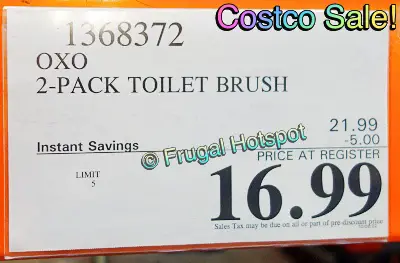 Costco Sale!
1368372
OXO
2-PACK TOILET BRUSH
21.99
Instant Savings -5.00
© Frugal Hotspot
PRICE AT REGISTER
LIMIT
5
16.99
Sales Tax may be due on all or part of pre-discount price